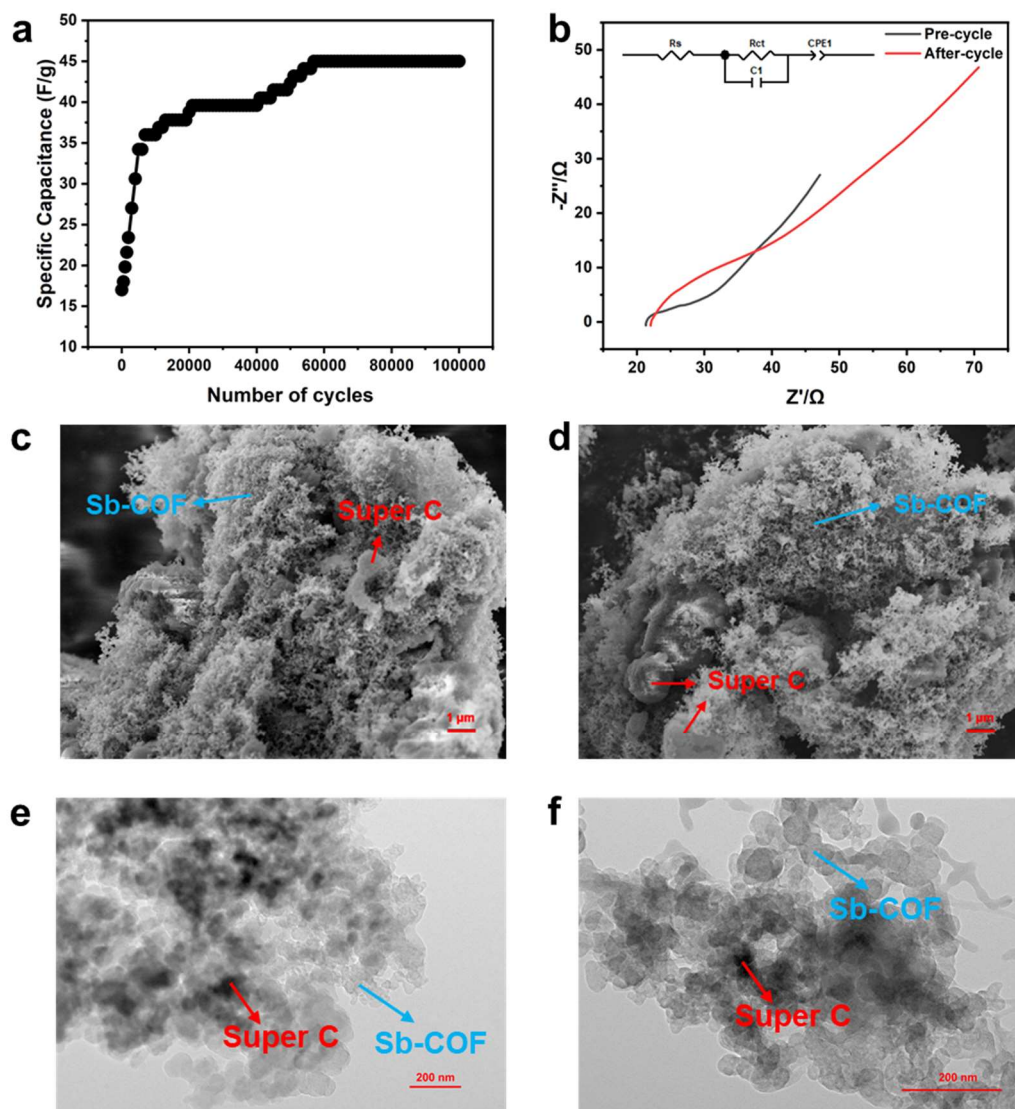 a
50
45
40
35
30
25
20
15
10
Specific Capacitance (F/g)
0 20000 40000 60000 80000 100000
Number of cycles
b
Rs Rct CPE1
C1
Pre-cycle
After-cycle
50
40
30
20
10
0
-Z''/Ω
20 30 40 50 60 70
Z'/Ω
c
Sb-COF
Super C
1 μm
d
Sb-COF
Super C
1 μm
e
Super C
Sb-COF
200 nm
f
Sb-COF
Super C
200 nm